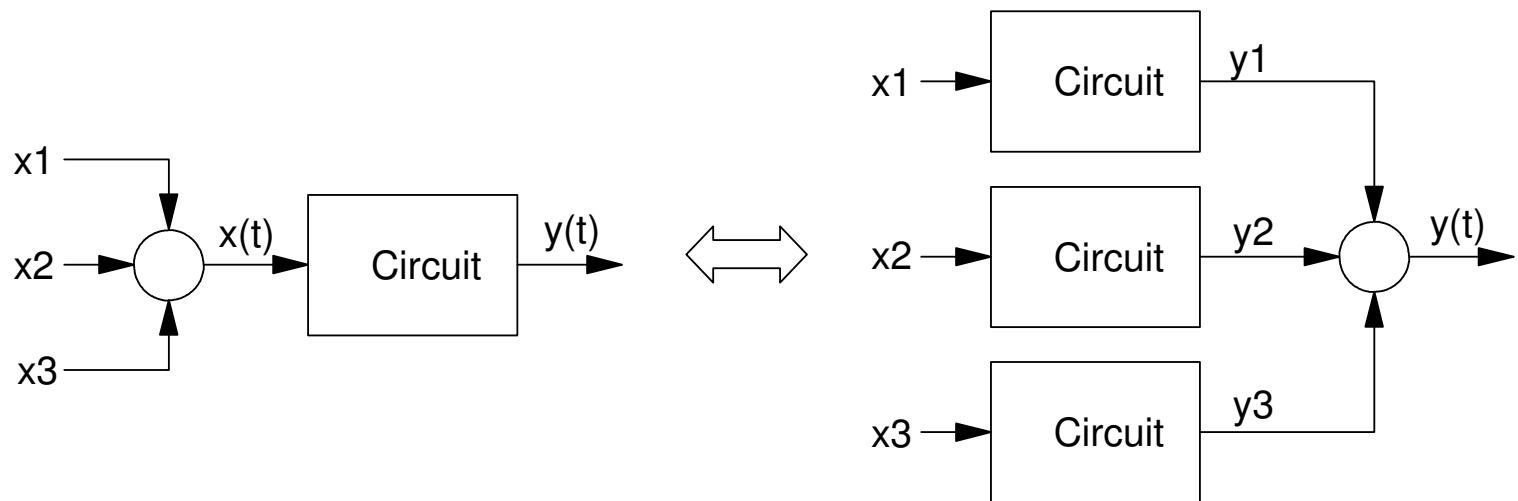 x1
x2
x3
x(t)
Circuit
y(t)
x1
Circuit
y1
x2
Circuit
y2
y(t)
x3
Circuit
y3